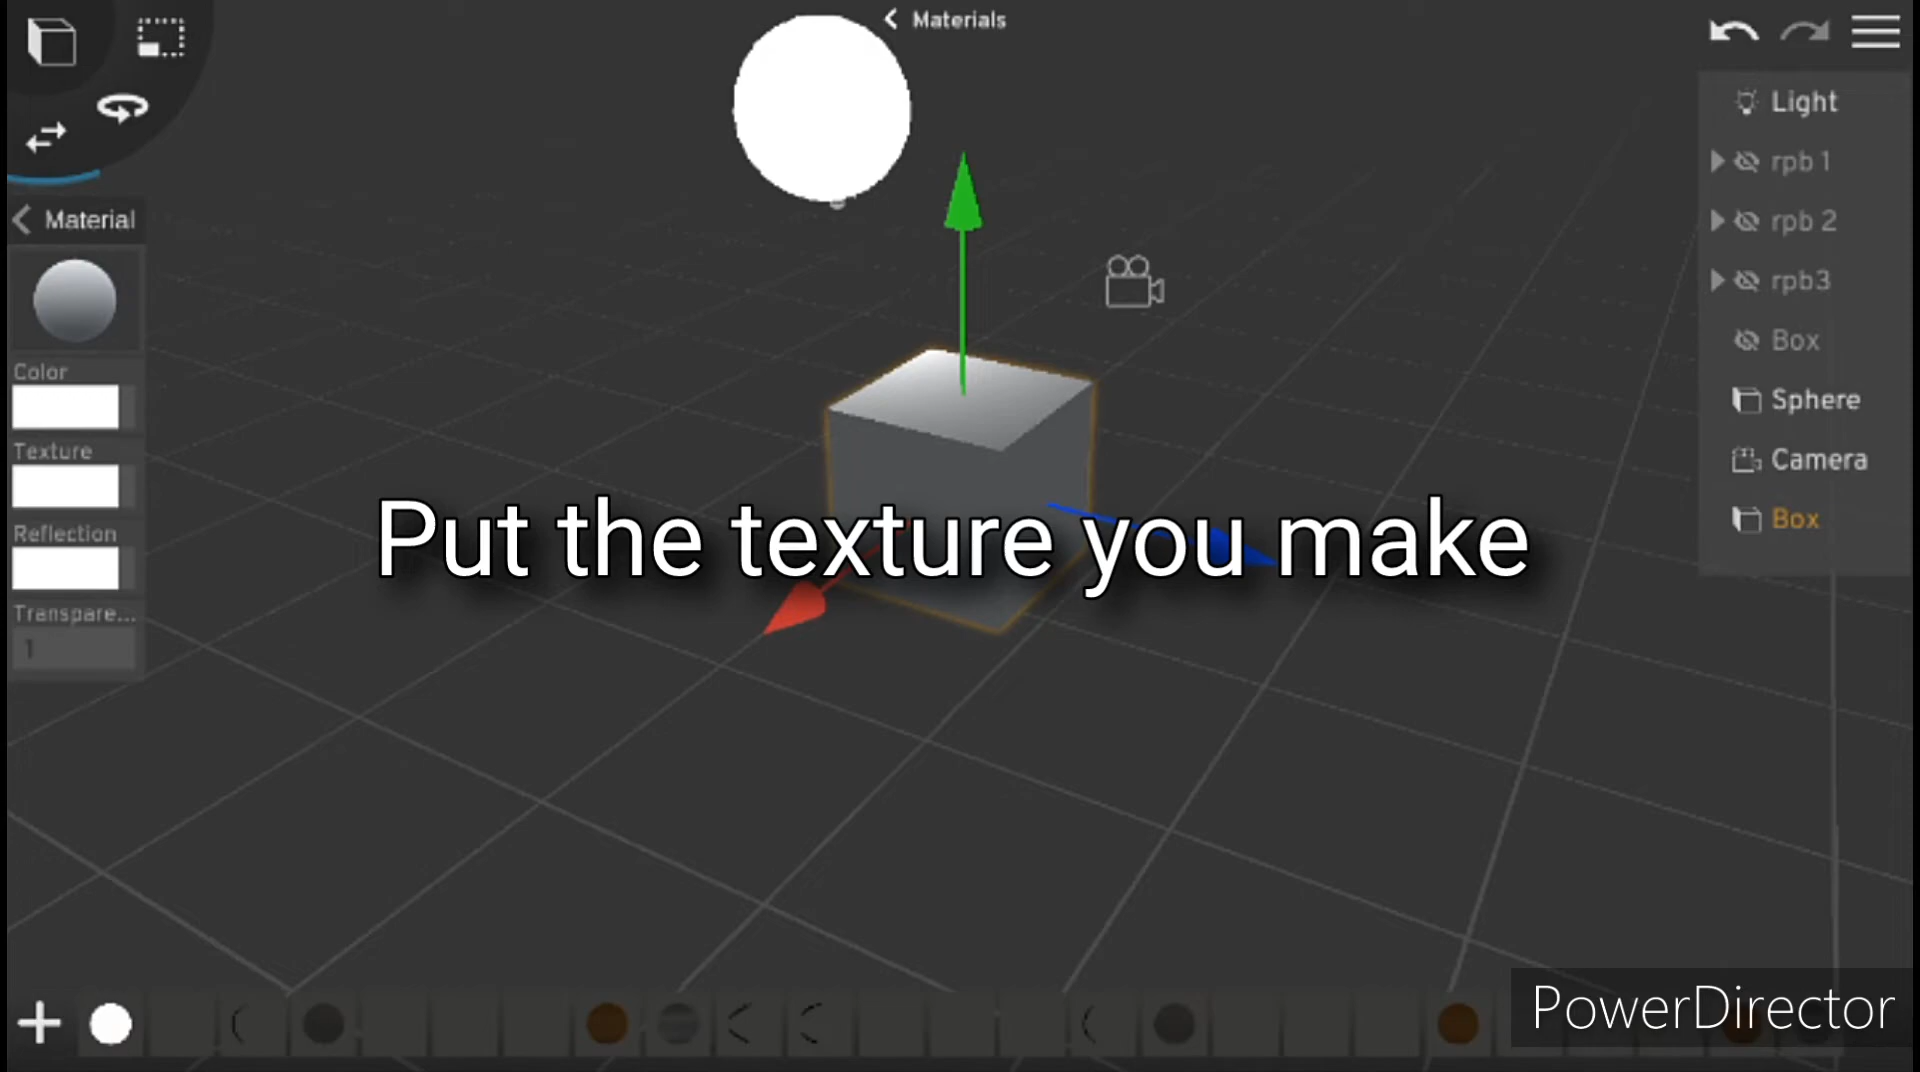 Materials
Light
rpb 1
rpb 2
rpb3
Box
Sphere
Camera
Box
Material
Color
Texture
Reflection
Transpare...
1
Put the texture you make
PowerDirector